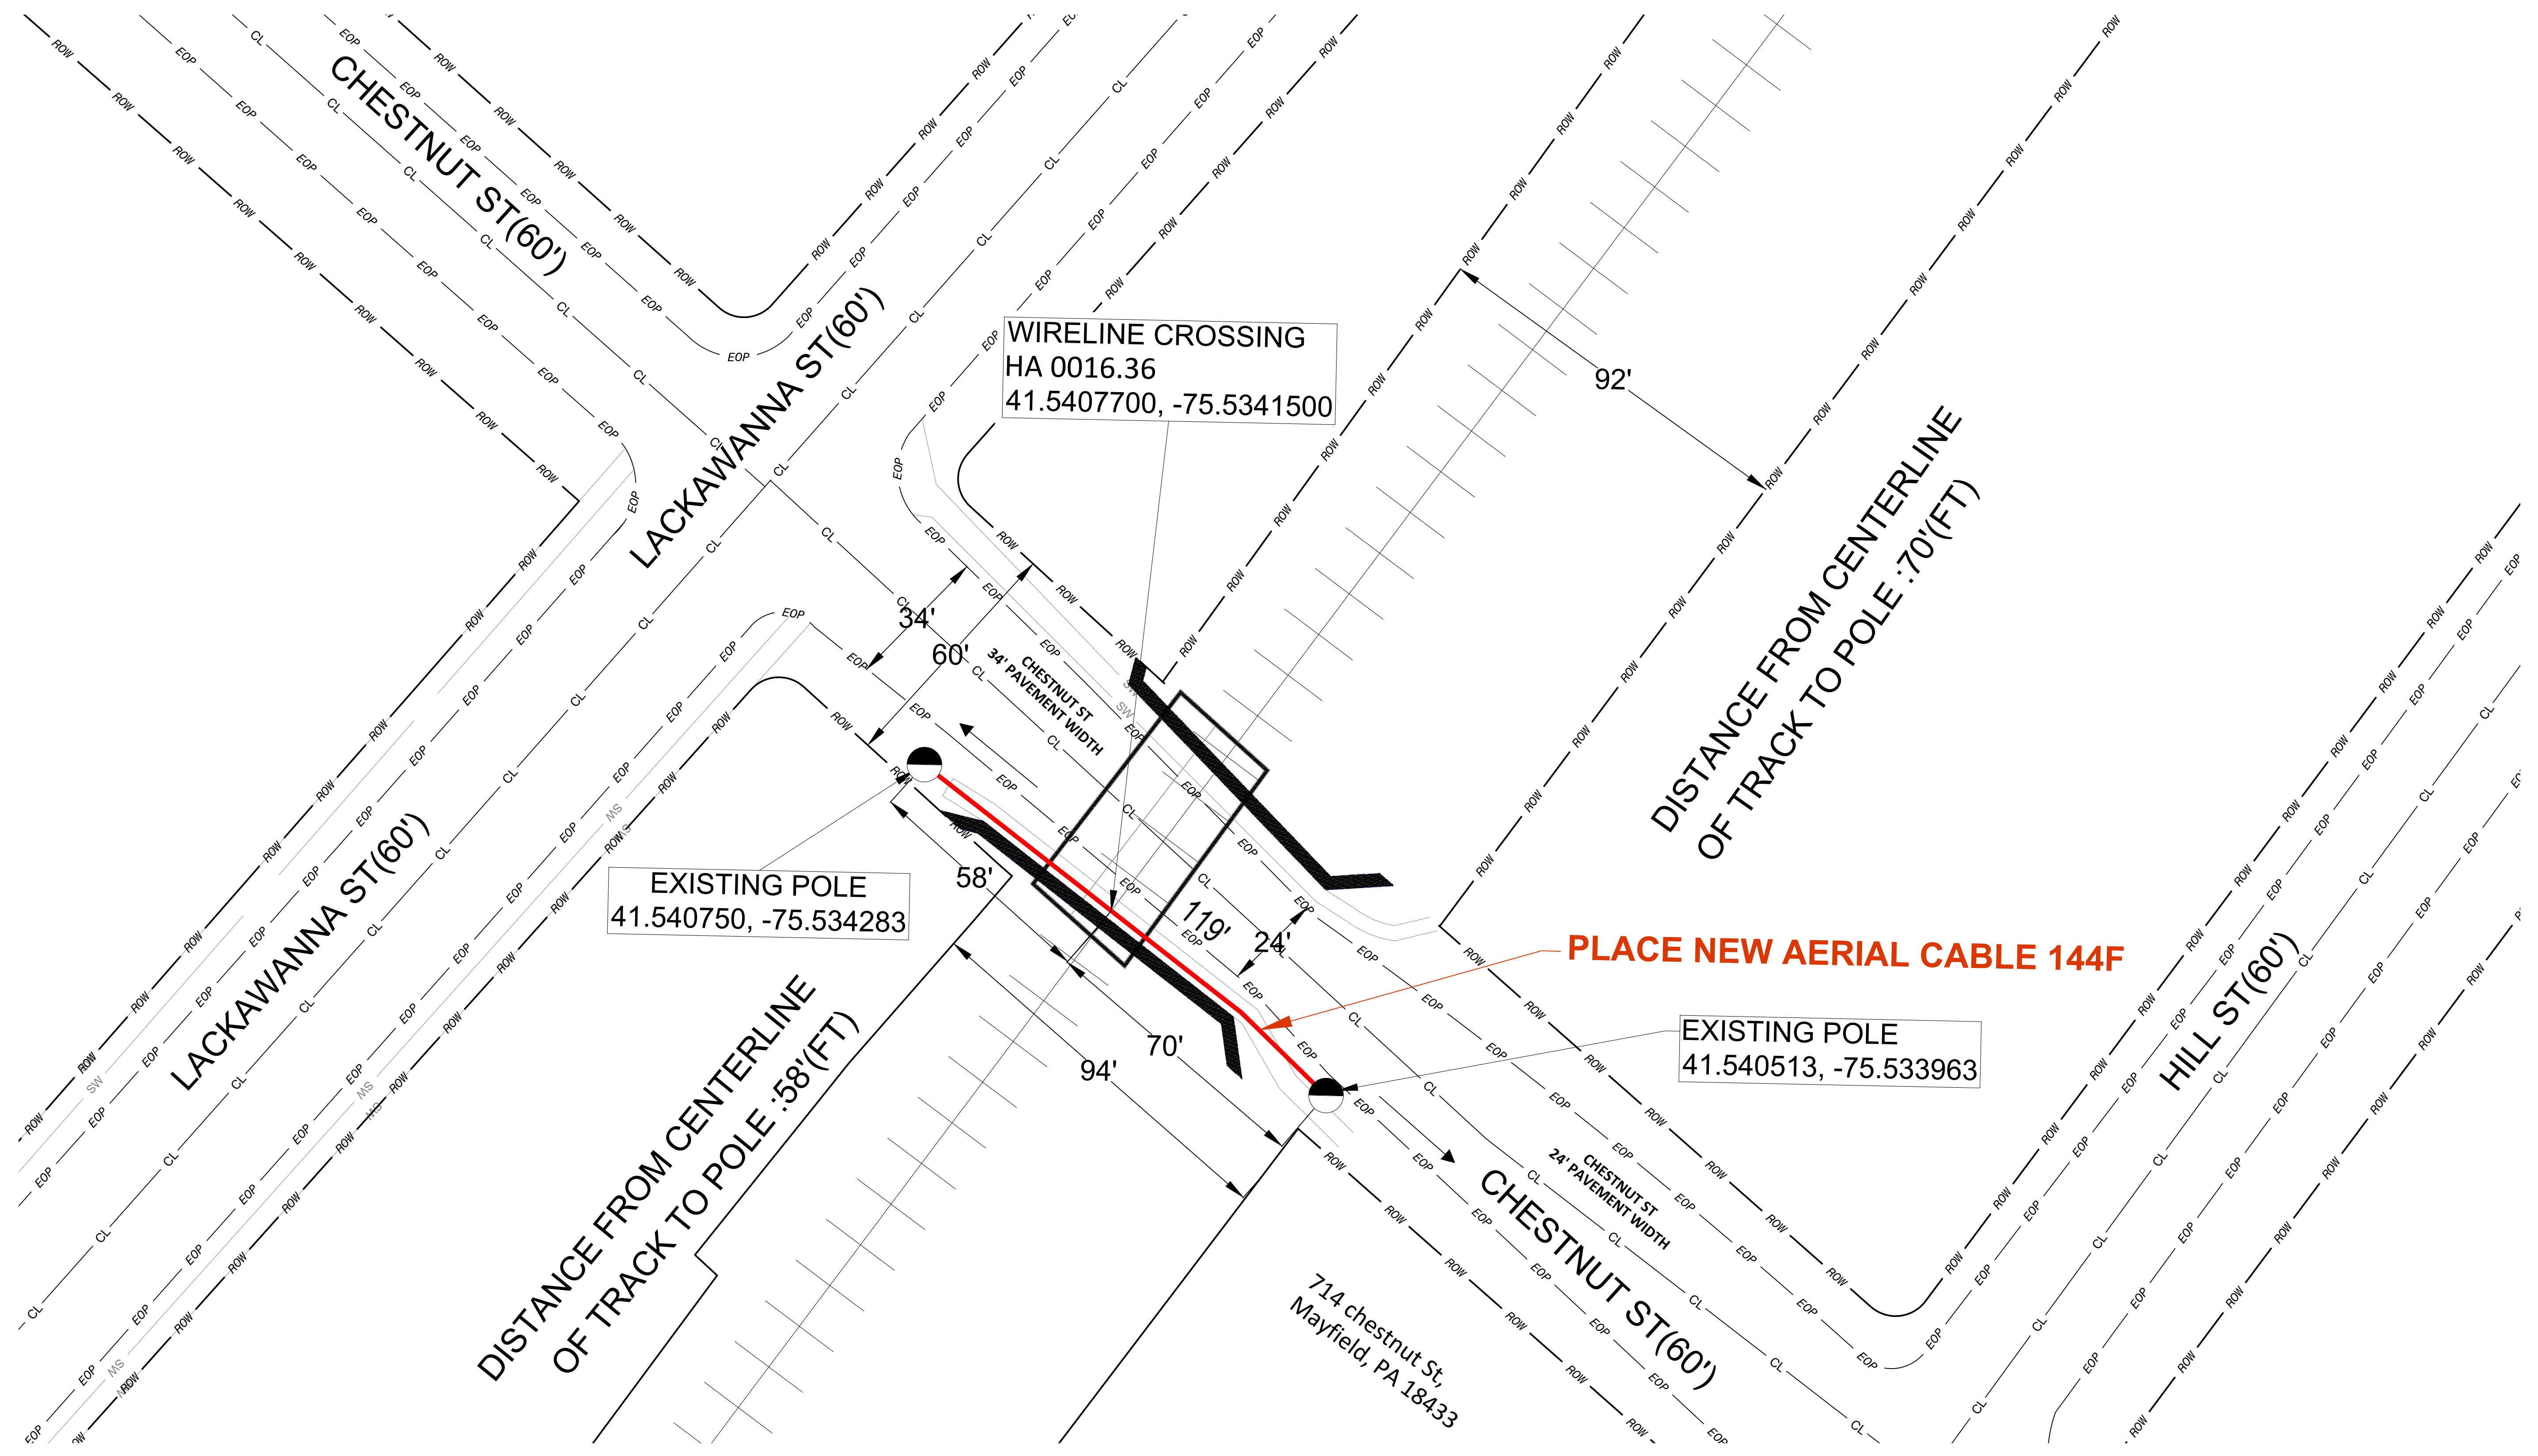 CHESTNUT ST(60')
LACKAWANNA ST(60')
WIRELINE CROSSING
HA 0016.36
41.5407700, -75.5341500
92'
DISTANCE FROM CENTERLINE
OF TRACK TO POLE :70'(FT)
34'
60'
CHESTNUT ST
34' PAVEMENT WIDTH
EXISTING POLE
41.540750, -75.534283
58'
119'
24'
PLACE NEW AERIAL CABLE 144F
LACKAWANNA ST(60')
EXISTING POLE
41.540513, -75.533963
HILL ST(60')
70'
94'
DISTANCE FROM CENTERLINE
OF TRACK TO POLE :58'(FT)
CHESTNUT ST
24' PAVEMENT WIDTH
CHESTNUT ST(60')
714 chestnut St,
Mayfield, PA 18433
ROW
EOP
CL
SW